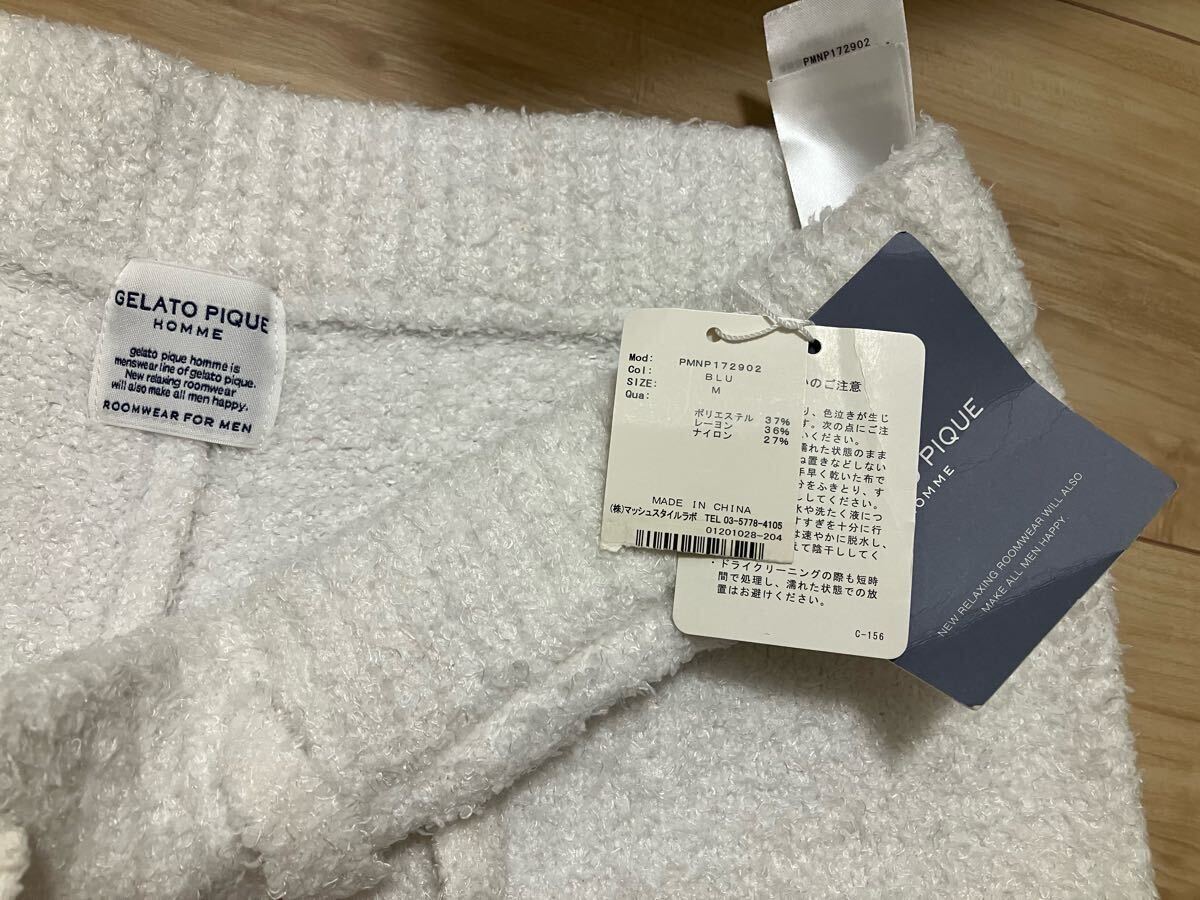 PMNP172902
GELATO PIQUE
HOMME
gelato pique homme is
menswear line of gelato pique.
New relaxing roomwear
will also make all men happy.
ROOMWEAR FOR MEN
Mod: PMNP172902
Col: BLU
SIZE: M
Qua:
ポリエステル 37%
レーヨン 36%
ナイロン 27%
MADE IN CHINA
(株)マッシュスタイルラボ TEL 03-5778-4105
01201028-204
いのご注意
り、色泣きが生じ
す。次の点にご注
いください。
濡れた状態のまま
ね置きなどしない
手早く乾いた布で
分をふきとり、す
してください。
水や洗たく液につ
すすぎを十分に行
は速やかに脱水し、
えて陰干ししてく
・ドライクリーニングの際も短時
間で処理し、濡れた状態での放
置はお避けください。
C-156
PIQUE
OMME
NEW RELAXING ROOMWEAR WILL ALSO
MAKE ALL MEN HAPPY.